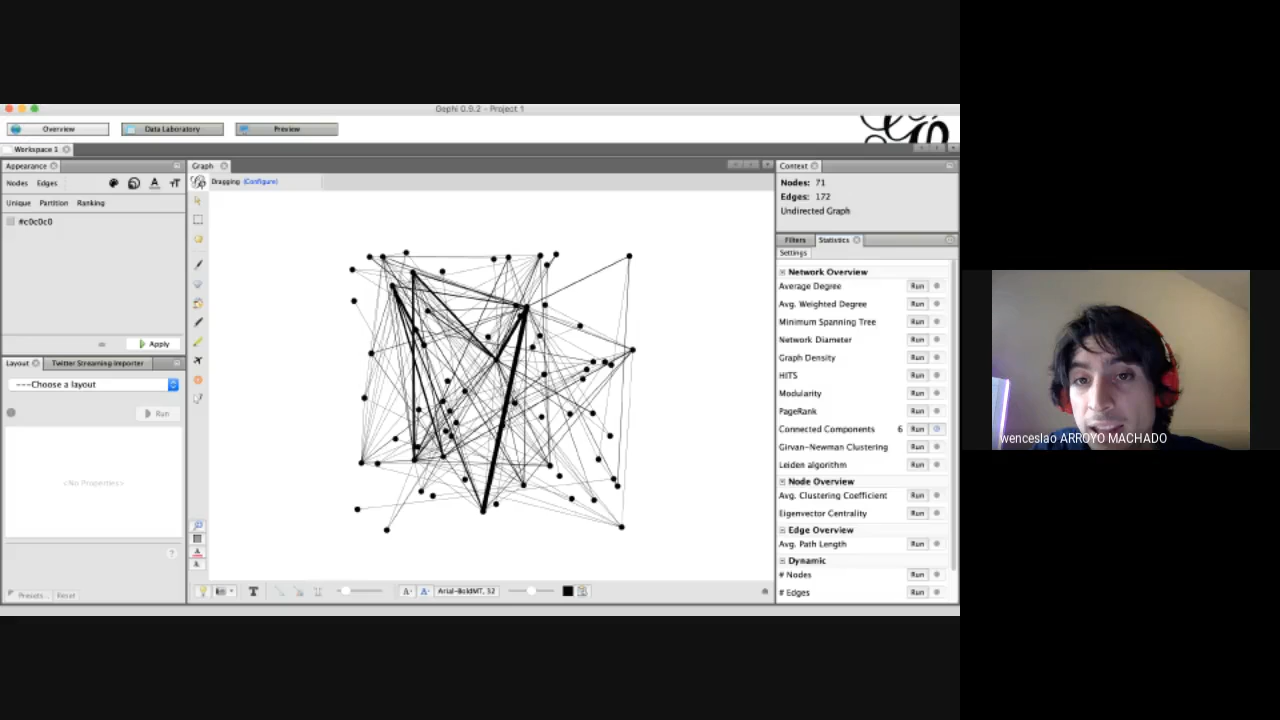 Gephi 0.9.2 - Project 1
Overview
Data Laboratory
Preview
Workspace 1
Appearance
Nodes Edges
Unique Partition Ranking
#c0c0c0
Apply
Layout Twitter Streaming Importer
---Choose a layout
Run
<No Properties>
Presets... Reset
Graph
Dragging (Configure)
Arial-BoldMT, 32
Context
Nodes: 71
Edges: 172
Undirected Graph
Filters Statistics
Settings
Network Overview
Average Degree Run
Avg. Weighted Degree Run
Minimum Spanning Tree Run
Network Diameter Run
Graph Density Run
HITS Run
Modularity Run
PageRank Run
Connected Components 6 Run
Girvan-Newman Clustering Run
Leiden algorithm Run
Node Overview
Avg. Clustering Coefficient Run
Eigenvector Centrality Run
Edge Overview
Avg. Path Length Run
Dynamic
# Nodes Run
# Edges Run
wenceslao ARROYO MACHADO